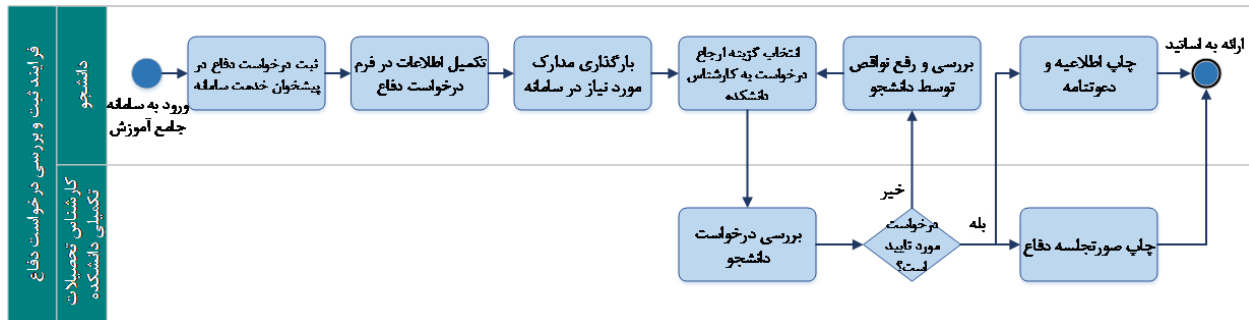 فرایند ثبت و بررسی درخواست دفاع
دانشجو
ورود به سامانه
جامع آموزش
ثبت درخواست دفاع در
پیشخوان خدمت سامانه
تکمیل اطلاعات در فرم
درخواست دفاع
بارگذاری مدارک
مورد نیاز در سامانه
انتخاب گزینه ارجاع
درخواست به کارشناس
دانشکده
بررسی و رفع نواقص
توسط دانشجو
چاپ اطلاعیه و
دعوتنامه
ارائه به اساتید
کارشناس تحصیلات
تکمیلی دانشکده
بررسی درخواست
دانشجو
درخواست
مورد تایید
است؟
خیر
بله
چاپ صورتجلسه دفاع